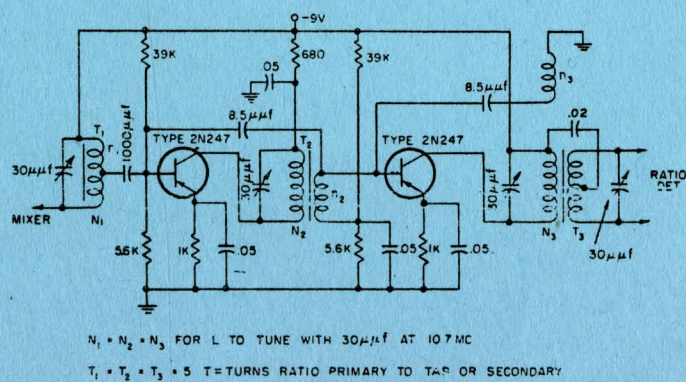 -9V
39K
680
39K
.05
8.5µµf
8.5µµf
n3
.02
T1
1000µµf
TYPE 2N247
T2
TYPE 2N247
30µµf
30µµf
30µµf
RATIO
DET.
MIXER
N1
N2
n2
N3
T3
30µµf
5.6K
1K
.05
5.6K
.05
1K
.05
N1 = N2 = N3 FOR L TO TUNE WITH 30µµf AT 10.7MC
T1 = T2 = T3 = 5 T=TURNS RATIO PRIMARY TO TAP OR SECONDARY